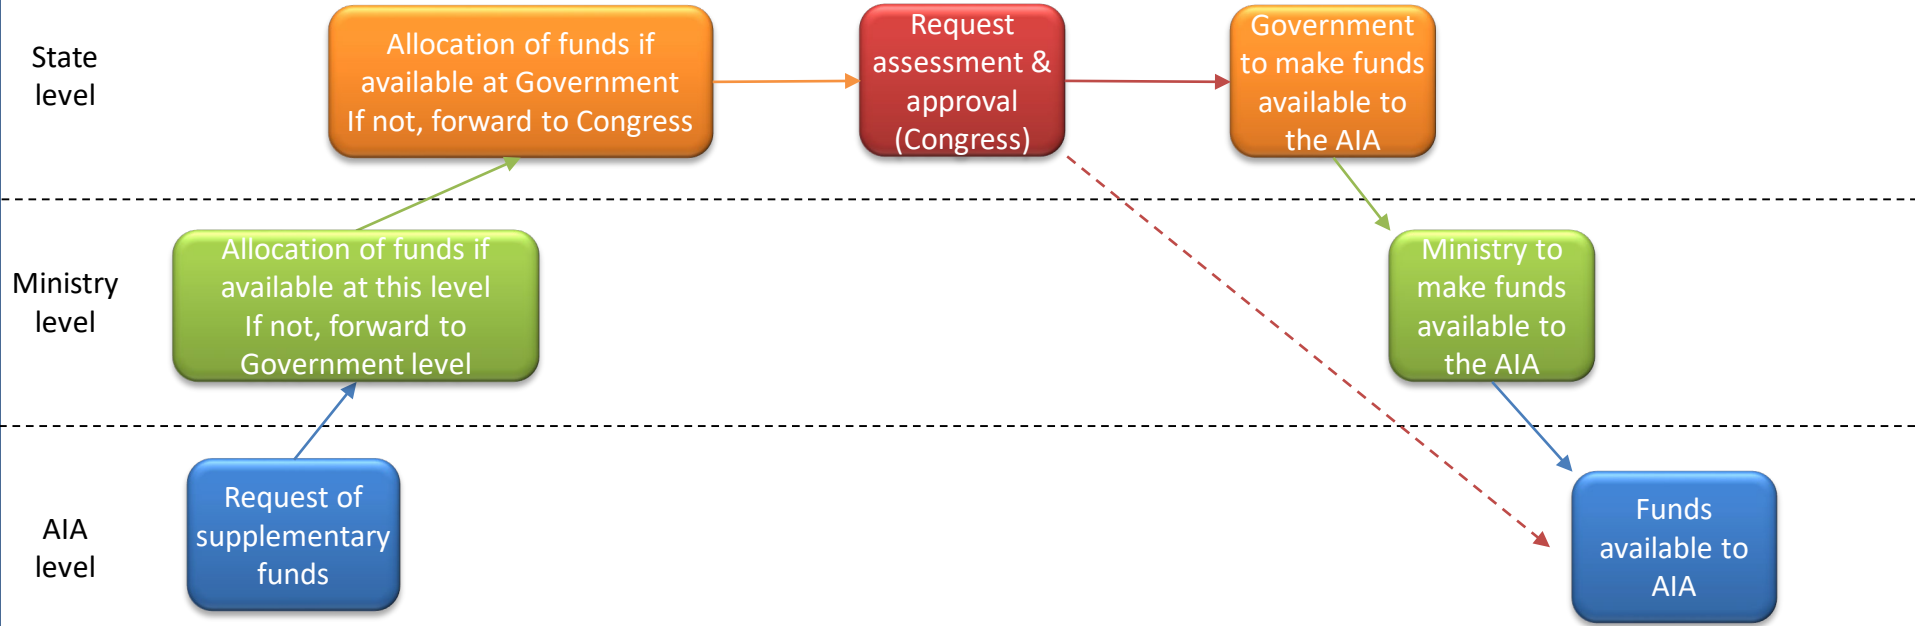 State
level
Allocation of funds if
available at Government
If not, forward to Congress
Request
assessment &
approval
(Congress)
Government
to make funds
available to
the AIA
Ministry
level
Allocation of funds if
available at this level
If not, forward to
Government level
Ministry to
make funds
available to
the AIA
AIA
level
Request of
supplementary
funds
Funds
available to
AIA